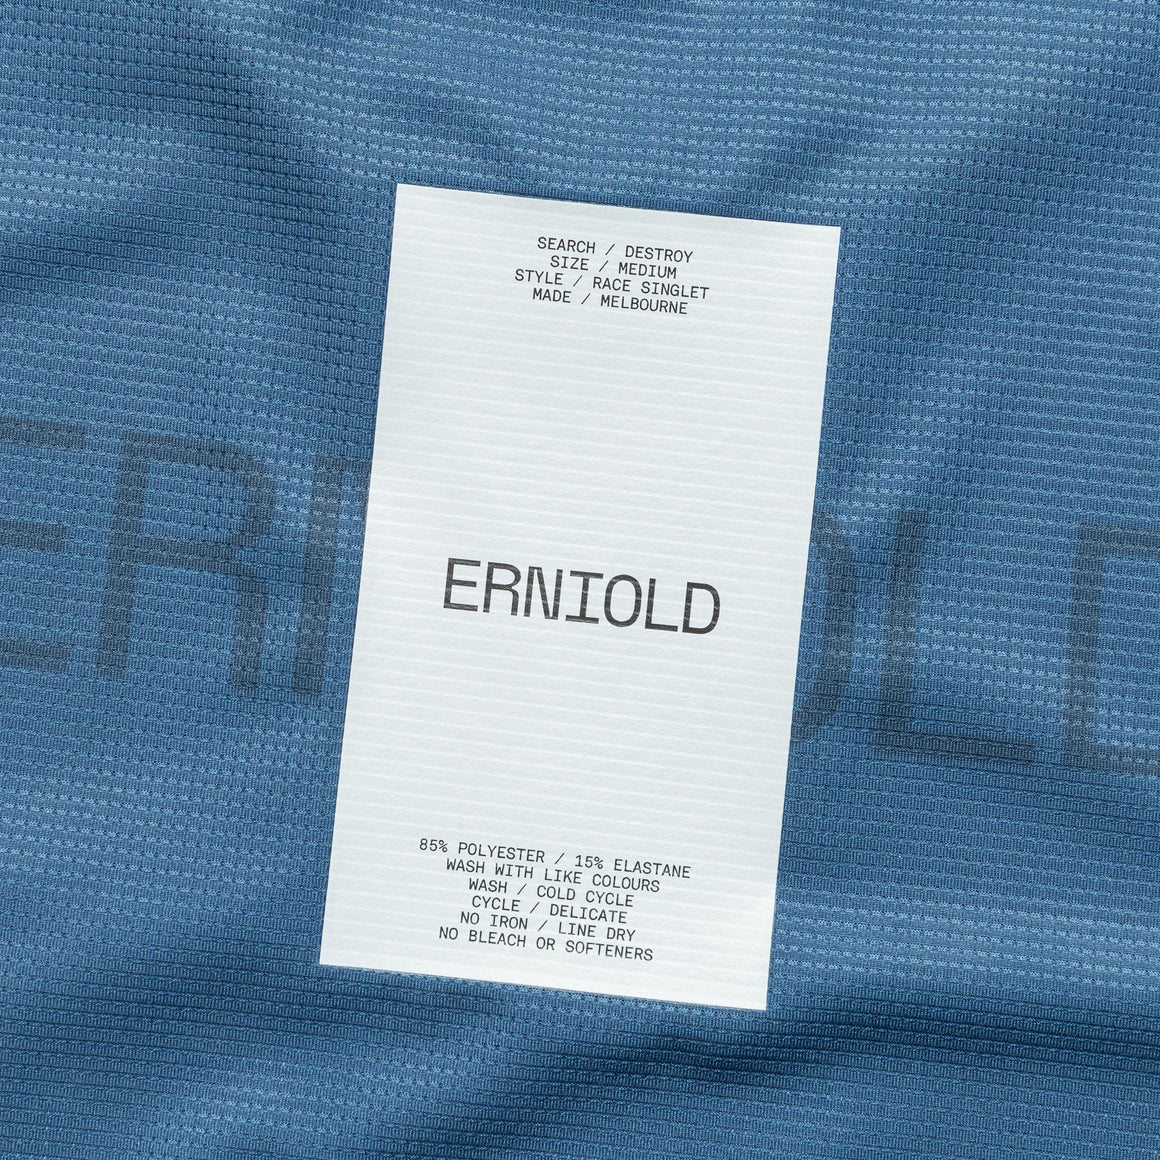 SEARCH / DESTROY
SIZE / MEDIUM
STYLE / RACE SINGLET
MADE / MELBOURNE
ERNIOLD
ERNIOLD
85% POLYESTER / 15% ELASTANE
WASH WITH LIKE COLOURS
WASH / COLD CYCLE
CYCLE / DELICATE
NO IRON / LINE DRY
NO BLEACH OR SOFTENERS